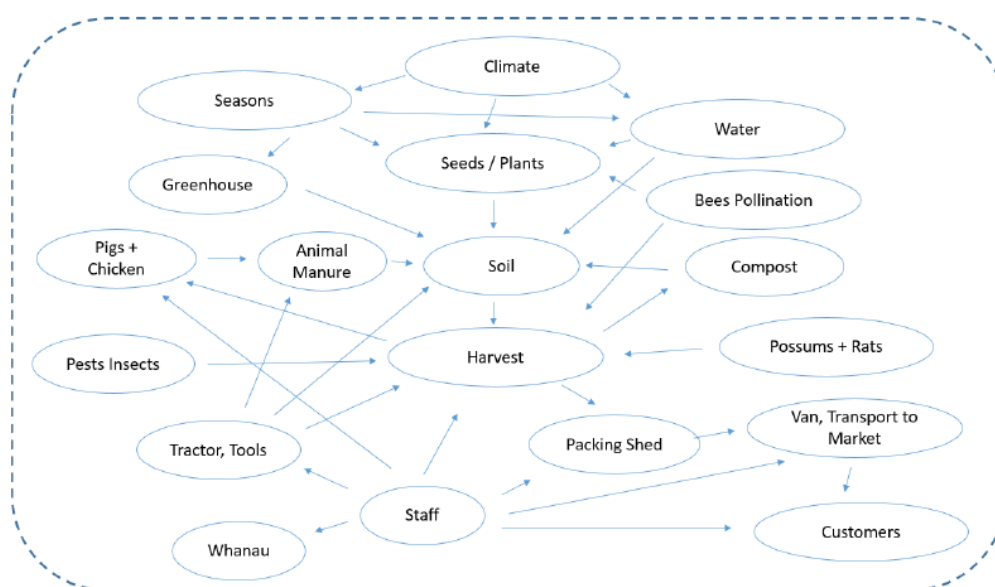 Climate
Seasons
Water
Seeds / Plants
Greenhouse
Bees Pollination
Pigs +
Chicken
Animal
Manure
Soil
Compost
Pests Insects
Harvest
Possums + Rats
Tractor, Tools
Packing Shed
Van, Transport to
Market
Staff
Whanau
Customers